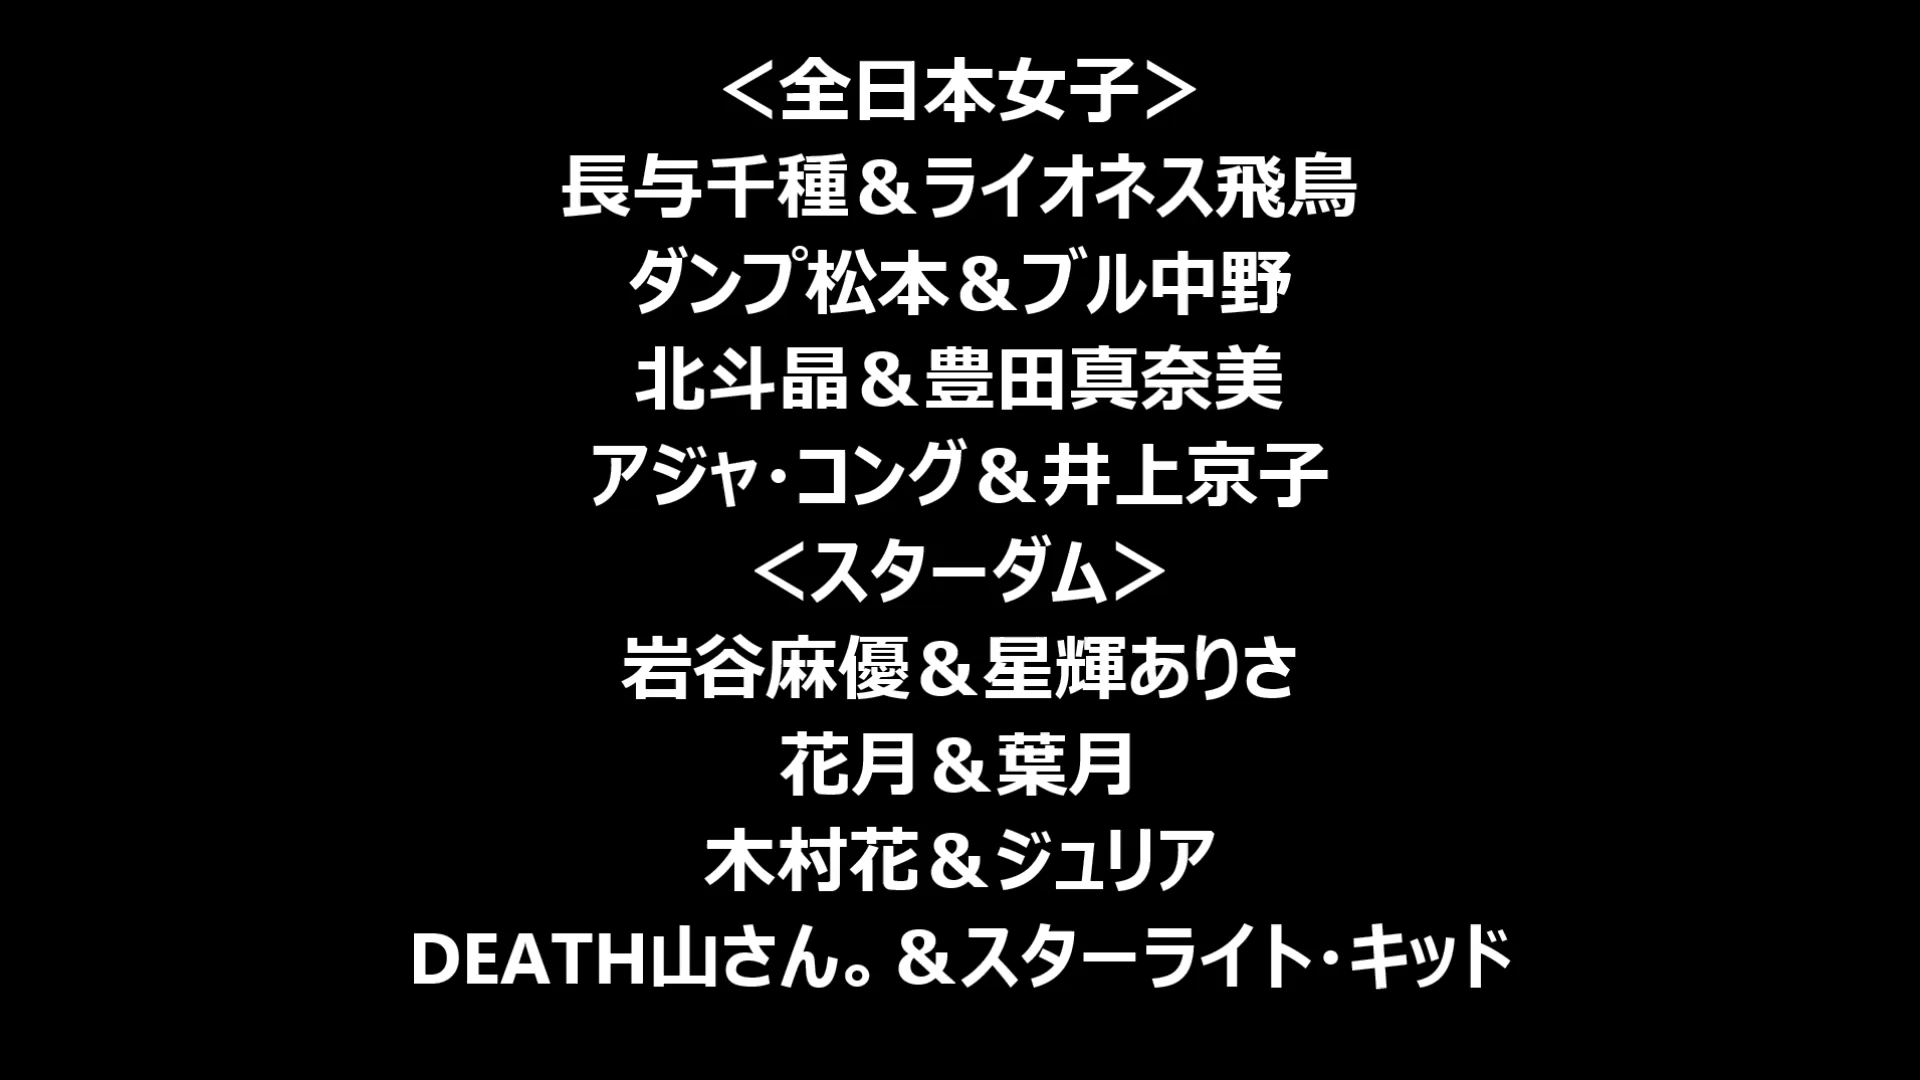 ＜全日本女子＞
長与千種＆ライオネス飛鳥
ダンプ松本＆ブル中野
北斗晶＆豊田真奈美
アジャ・コング＆井上京子
＜スターダム＞
岩谷麻優＆星輝ありさ
花月＆葉月
木村花＆ジュリア
DEATH山さん。＆スターライト・キッド